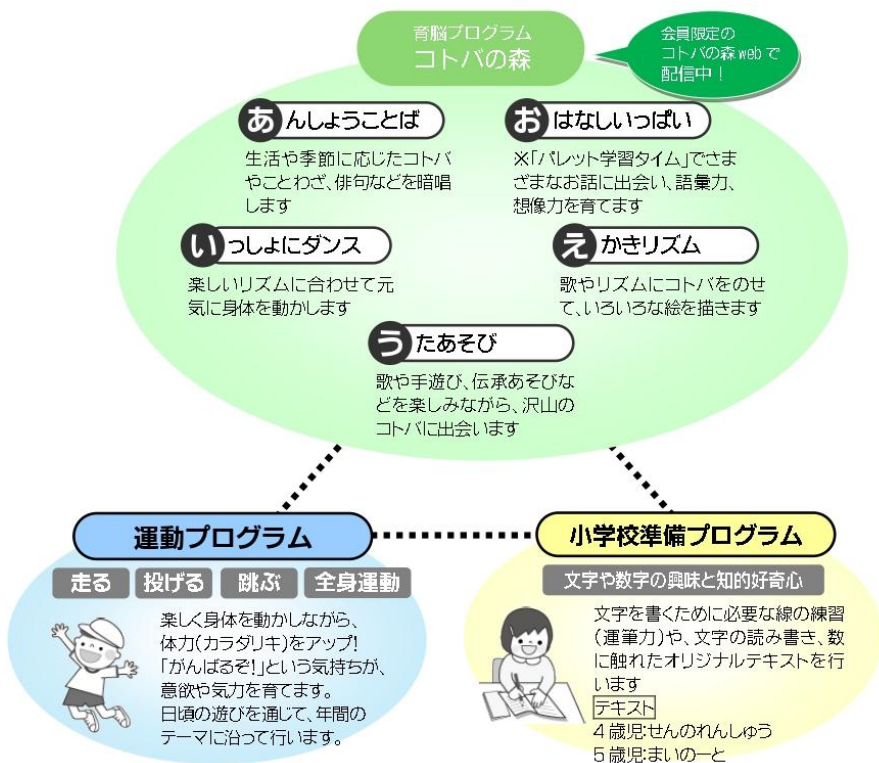 育脳プログラム
コトバの森
会員限定の
コトバの森webで
配信中！
あんしょうことば
生活や季節に応じたコトバ
やことわざ、俳句などを暗唱
します
おはなしいっぱい
※「パレット学習タイム」でさま
ざまなお話に出会い、語彙力、
想像力を育てます
いっしょにダンス
楽しいリズムに合わせて元
気に身体を動かします
えかきリズム
歌やリズムにコトバをのせ
て、いろいろな絵を描きます
うたあそび
歌や手遊び、伝承あそびな
どを楽しみながら、沢山の
コトバに出会います
運動プログラム
走る 投げる 跳ぶ 全身運動
楽しく身体を動かしながら、
体力(カラダリキ)をアップ!
「がんばるぞ!」という気持ちが、
意欲や気力を育てます。
日頃の遊びを通じて、年間の
テーマに沿って行います。
小学校準備プログラム
文字や数字の興味と知的好奇心
文字を書くために必要な線の練習
(運筆力)や、文字の読み書き、数
に触れたオリジナルテキストを行
います
テキスト
4歳児:せんのれんしゅう
5歳児:まいのーと